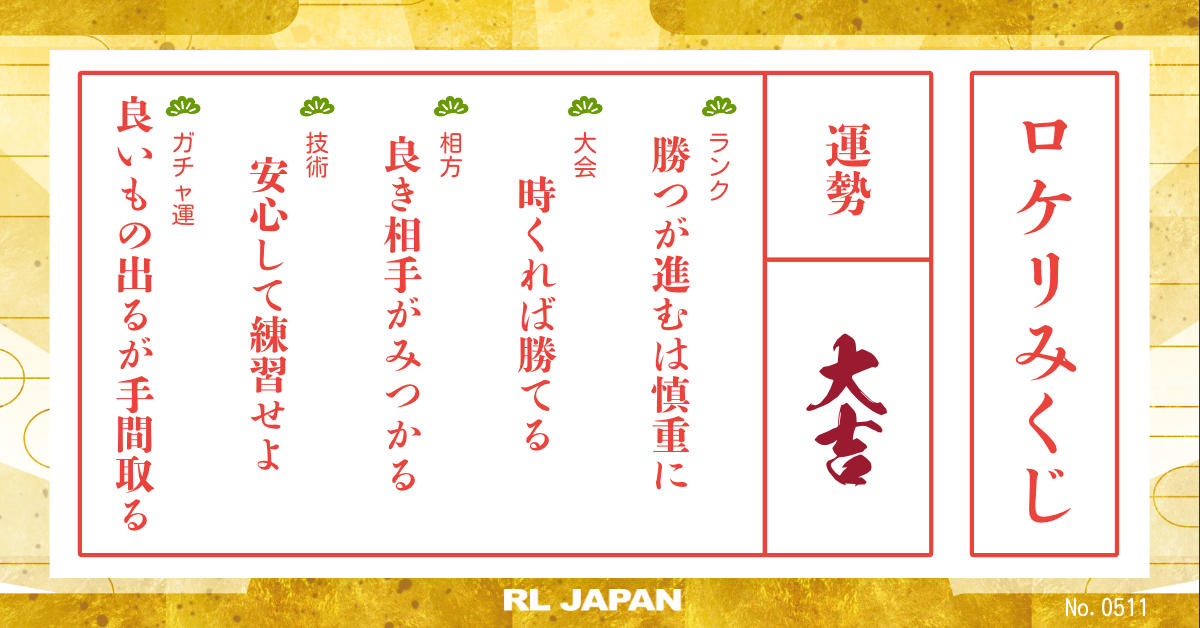 ロケリみくじ
運勢
大吉
ランク
勝つが進むは慎重に
大会
時くれば勝てる
相方
良き相手がみつかる
技術
安心して練習せよ
ガチャ運
良いもの出るが手間取る
RL JAPAN
No. 0511